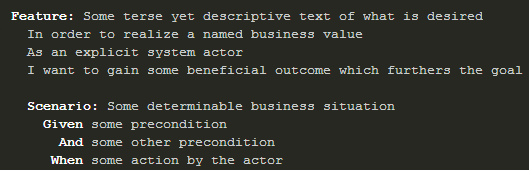 Feature: Some terse yet descriptive text of what is desired
In order to realize a named business value
As an explicit system actor
I want to gain some beneficial outcome which furthers the goal
Scenario: Some determinable business situation
Given some precondition
And some other precondition
When some action by the actor